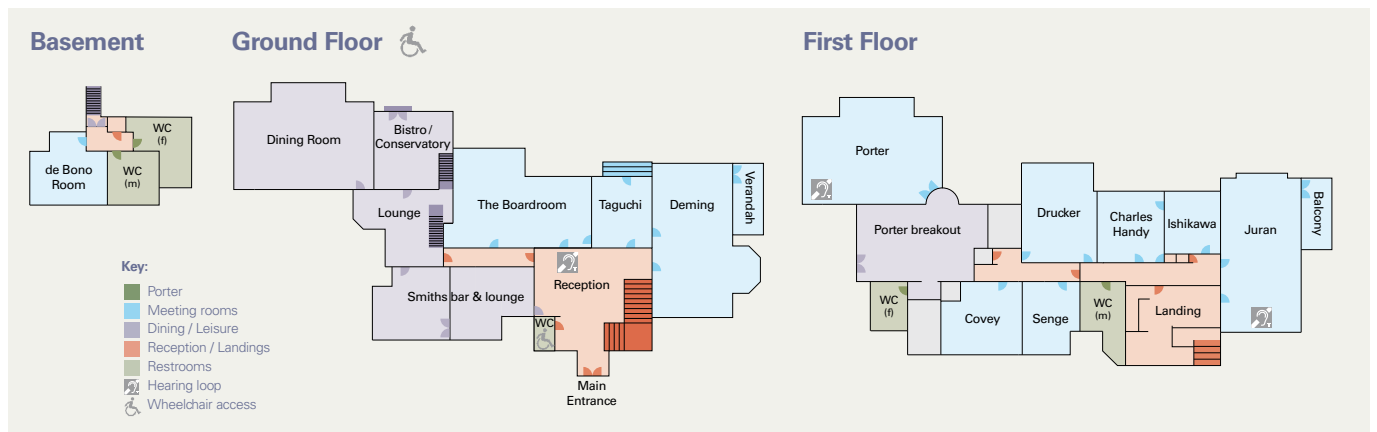 Basement
Ground Floor
First Floor
WC
(f)
de Bono
Room
WC
(m)
Dining Room
Bistro /
Conservatory
Lounge
The Boardroom
Taguchi
Deming
Verandah
Smiths bar & lounge
Reception
WC
Main
Entrance
Porter
Porter breakout
Drucker
Charles
Handy
Ishikawa
Juran
Balcony
WC
(f)
Covey
Senge
WC
(m)
Landing
Key:
Porter
Meeting rooms
Dining / Leisure
Reception / Landings
Restrooms
Hearing loop
Wheelchair access